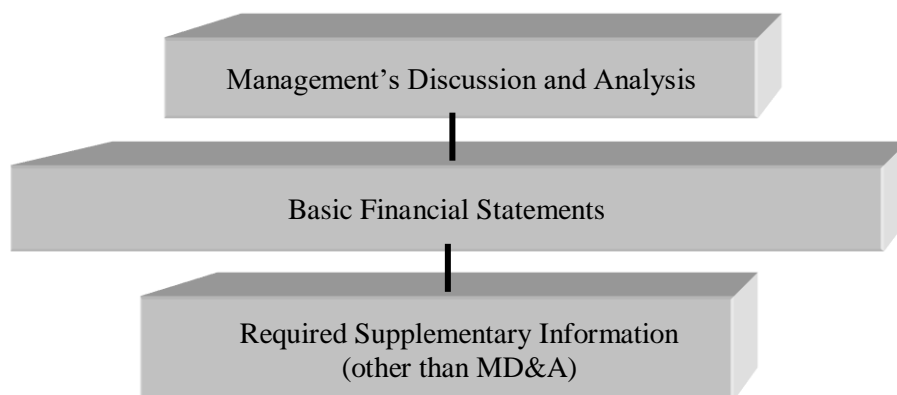 Management’s Discussion and Analysis
Basic Financial Statements
Required Supplementary Information
(other than MD&A)